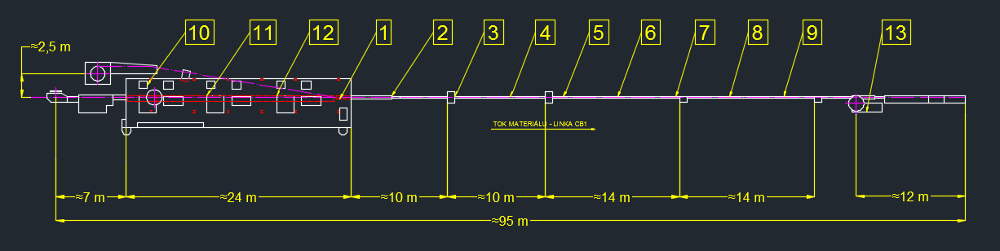 10 11 12 1 2 3 4 5 6 7 8 9 13
≈2,5 m
TOK MATERIÁLU - LINKA CB1
≈7 m ≈24 m ≈10 m ≈10 m ≈14 m ≈14 m ≈12 m
≈95 m